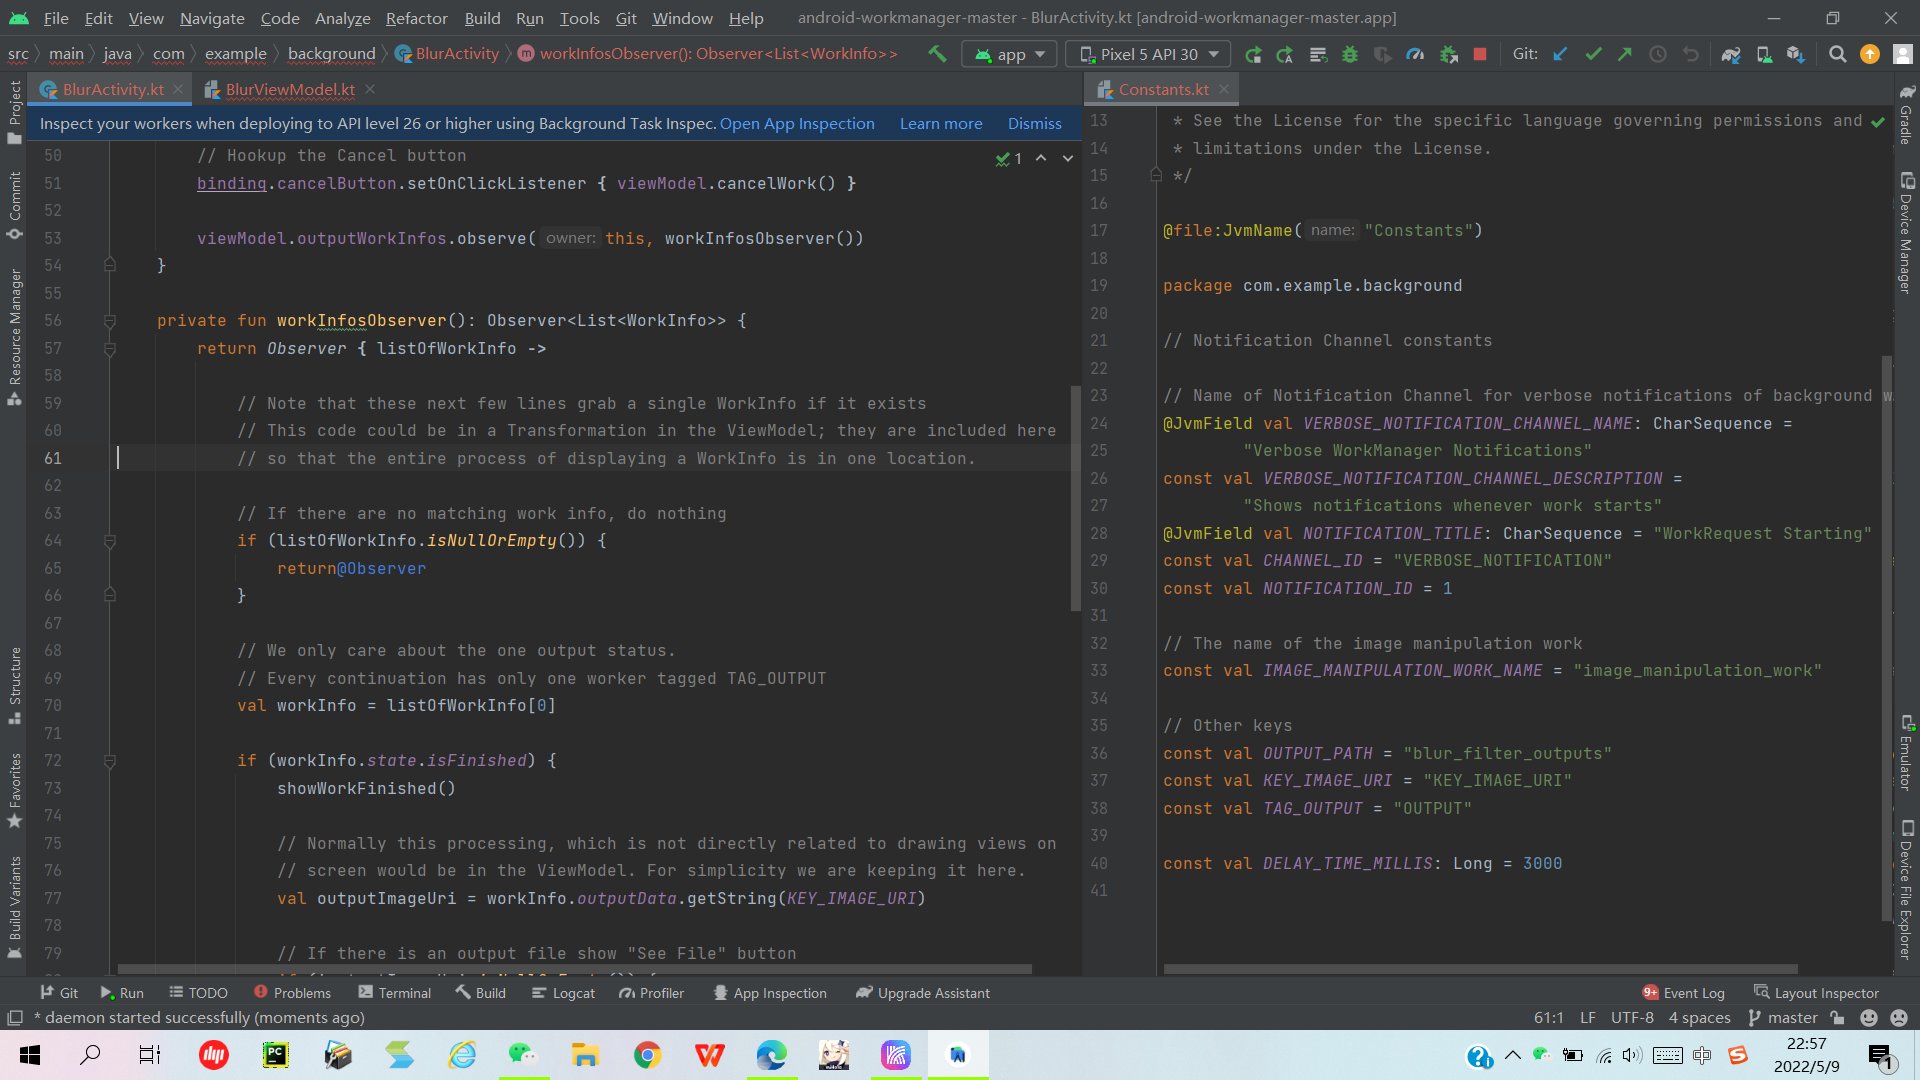 File Edit View Navigate Code Analyze Refactor Build Run Tools Git Window Help android-workmanager-master - BlurActivity.kt [android-workmanager-master.app]
src main java com example background BlurActivity workInfosObserver(): Observer<List<WorkInfo>> app Pixel 5 API 30 Git:
BlurActivity.kt BlurViewModel.kt
Inspect your workers when deploying to API level 26 or higher using Background Task Inspec. Open App Inspection Learn more Dismiss
Project
Commit
Resource Manager
Structure
Favorites
Build Variants
1
50 // Hookup the Cancel button
51 binding.cancelButton.setOnClickListener { viewModel.cancelWork() }
52
53 viewModel.outputWorkInfos.observe( owner: this, workInfosObserver())
54 }
55
56 private fun workInfosObserver(): Observer<List<WorkInfo>> {
57 return Observer { listOfWorkInfo ->
58
59 // Note that these next few lines grab a single WorkInfo if it exists
60 // This code could be in a Transformation in the ViewModel; they are included here
61 // so that the entire process of displaying a WorkInfo is in one location.
62
63 // If there are no matching work info, do nothing
64 if (listOfWorkInfo.isNullOrEmpty()) {
65 return@Observer
66 }
67
68 // We only care about the one output status.
69 // Every continuation has only one worker tagged TAG_OUTPUT
70 val workInfo = listOfWorkInfo[0]
71
72 if (workInfo.state.isFinished) {
73 showWorkFinished()
74
75 // Normally this processing, which is not directly related to drawing views on
76 // screen would be in the ViewModel. For simplicity we are keeping it here.
77 val outputImageUri = workInfo.outputData.getString(KEY_IMAGE_URI)
78
79 // If there is an output file show "See File" button
Constants.kt
13 * See the License for the specific language governing permissions and
14 * limitations under the License.
15 */
16
17 @file:JvmName( name: "Constants")
18
19 package com.example.background
20
21 // Notification Channel constants
22
23 // Name of Notification Channel for verbose notifications of background w
24 @JvmField val VERBOSE_NOTIFICATION_CHANNEL_NAME: CharSequence =
25 "Verbose WorkManager Notifications"
26 const val VERBOSE_NOTIFICATION_CHANNEL_DESCRIPTION =
27 "Shows notifications whenever work starts"
28 @JvmField val NOTIFICATION_TITLE: CharSequence = "WorkRequest Starting"
29 const val CHANNEL_ID = "VERBOSE_NOTIFICATION"
30 const val NOTIFICATION_ID = 1
31
32 // The name of the image manipulation work
33 const val IMAGE_MANIPULATION_WORK_NAME = "image_manipulation_work"
34
35 // Other keys
36 const val OUTPUT_PATH = "blur_filter_outputs"
37 const val KEY_IMAGE_URI = "KEY_IMAGE_URI"
38 const val TAG_OUTPUT = "OUTPUT"
39
40 const val DELAY_TIME_MILLIS: Long = 3000
41
Gradle
Device Manager
Emulator
Device File Explorer
Git Run TODO Problems Terminal Build Logcat Profiler App Inspection Upgrade Assistant 9+ Event Log Layout Inspector
* daemon started successfully (moments ago) 61:1 LF UTF-8 4 spaces master
PC
中
22:57
2022/5/9
1